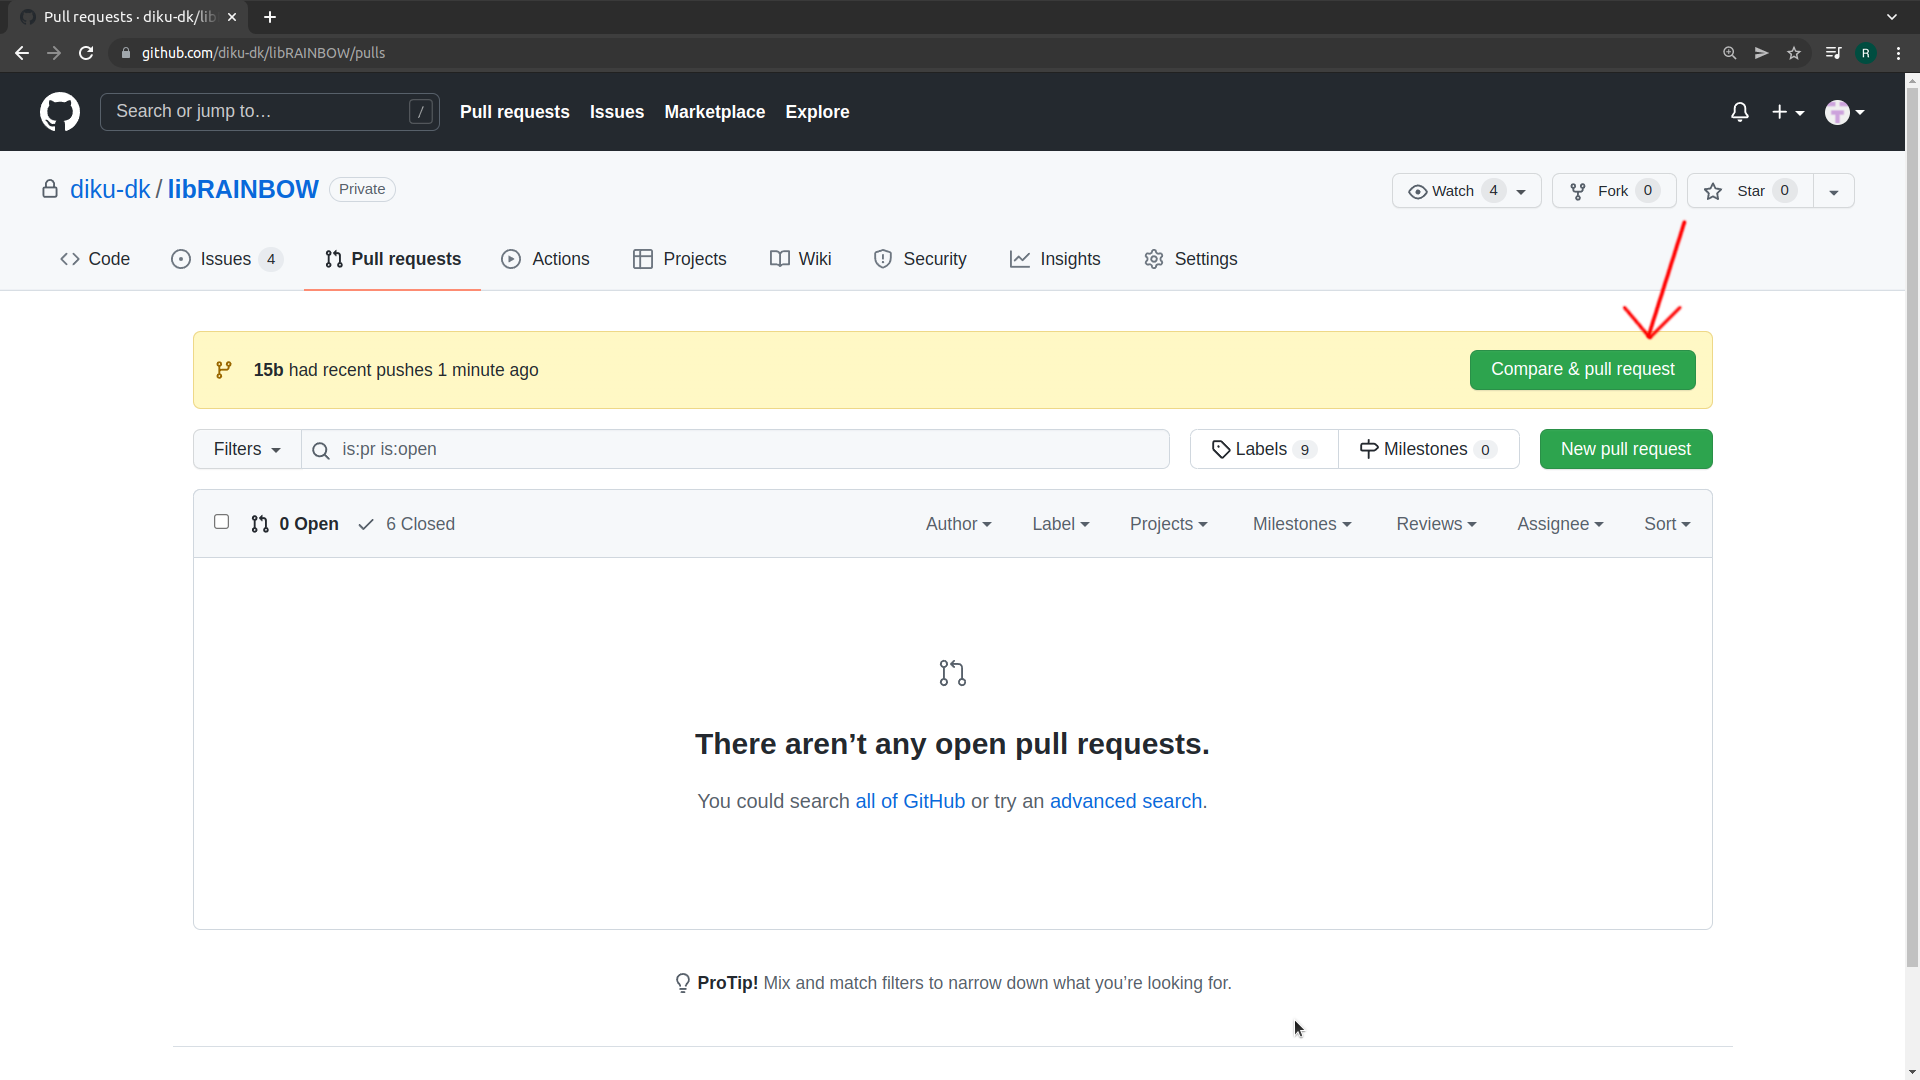 Pull requests · diku-dk/lib
github.com/diku-dk/libRAINBOW/pulls
R
Search or jump to…
/
Pull requests
Issues
Marketplace
Explore
diku-dk / libRAINBOW
Private
Watch 4
Fork 0
Star 0
Code
Issues 4
Pull requests
Actions
Projects
Wiki
Security
Insights
Settings
15b had recent pushes 1 minute ago
Compare & pull request
Filters
is:pr is:open
Labels 9
Milestones 0
New pull request
0 Open
6 Closed
Author
Label
Projects
Milestones
Reviews
Assignee
Sort
There aren’t any open pull requests.
You could search all of GitHub or try an advanced search.
ProTip! Mix and match filters to narrow down what you’re looking for.